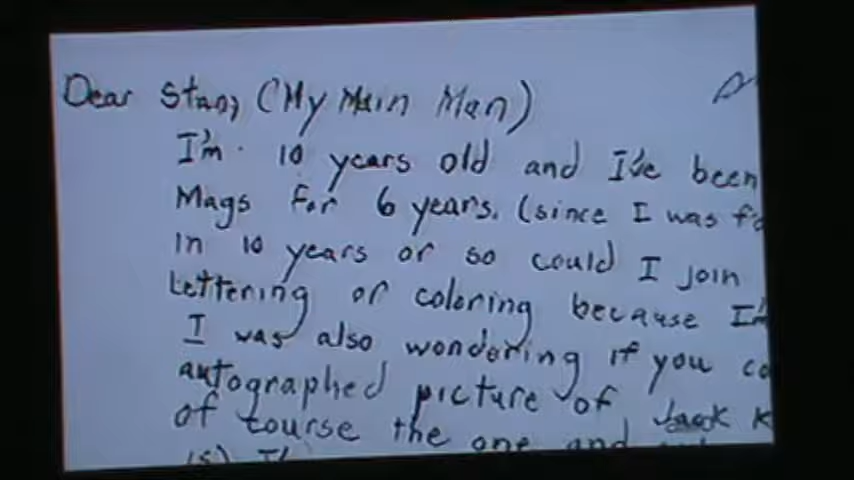 Dear Stan, (My Main Man)
I'm 10 years old and I've been
Mags for 6 years. (since I was
in 10 years or so could I join
Lettering or coloring because I'm
I was also wondering if you
autographed picture of Jack K
of course the one and
is)